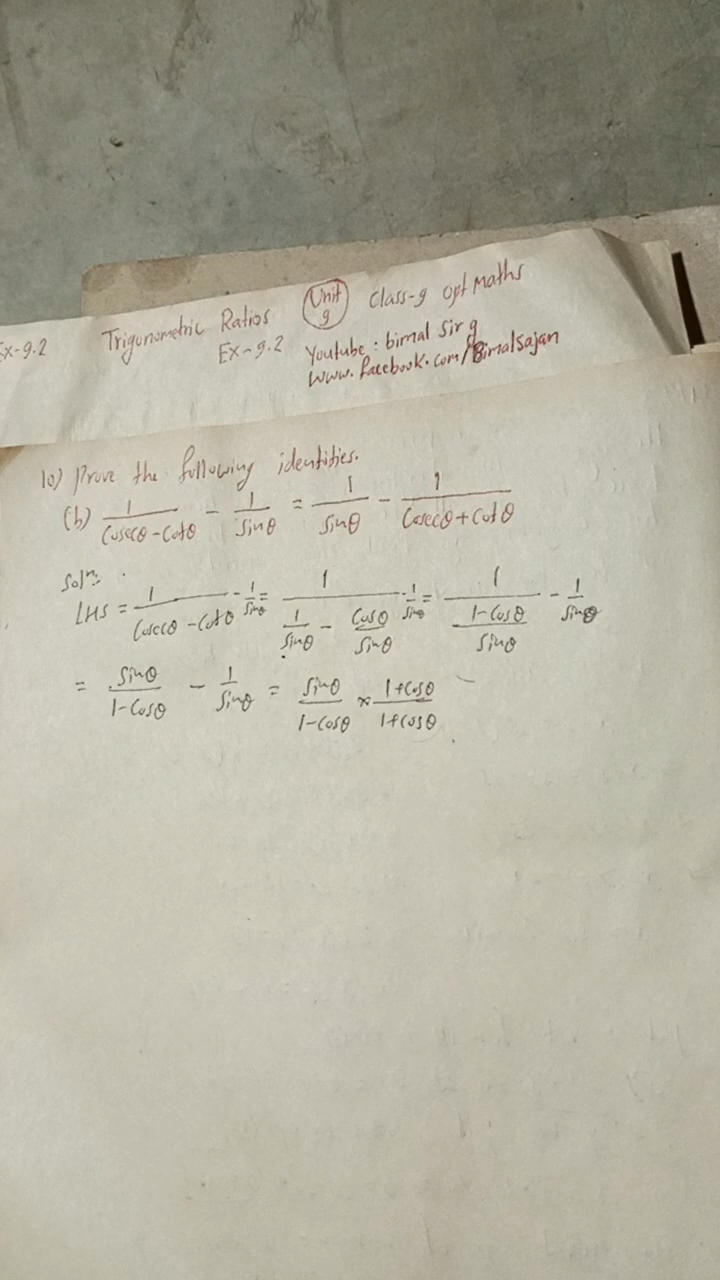 Ex-9.2 Trigonometric Ratios Unit 9 Class-9 opt Maths
Ex-9.2 Youtube : bimal Sir g
www.facebook.com/Bimalsajan
10) Prove the following identities.
(b) 1/(Cosecθ - Cotθ) - 1/Sinθ = 1/Sinθ - 1/(Cosecθ + Cotθ)
Solⁿ:
LHS = 1/(Cosecθ - Cotθ) - 1/Sinθ = 1/(1/Sinθ - Cosθ/Sinθ) - 1/Sinθ = 1/((1-Cosθ)/Sinθ) - 1/Sinθ
= Sinθ/(1-Cosθ) - 1/Sinθ = Sinθ/(1-Cosθ) × (1+Cosθ)/(1+Cosθ) -